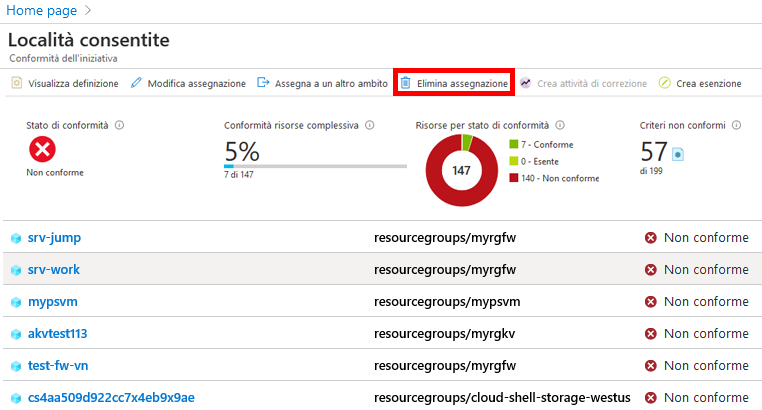 Home page
Località consentite
Conformità dell'iniziativa
Visualizza definizione Modifica assegnazione Assegna a un altro ambito Elimina assegnazione Crea attività di correzione Crea esenzione
Stato di conformità Conformità risorse complessiva Risorse per stato di conformità Criteri non conformi
Non conforme
5%
7 di 147
147
7 - Conforme
0 - Esente
140 - Non conforme
57
di 199
srv-jump resourcegroups/myrgfw Non conforme
srv-work resourcegroups/myrgfw Non conforme
mypsvm resourcegroups/mypsvm Non conforme
akvtest113 resourcegroups/myrgkv Non conforme
test-fw-vn resourcegroups/myrgfw Non conforme
cs4aa509d922cc7x4eb9x9ae resourcegroups/cloud-shell-storage-westus Non conforme